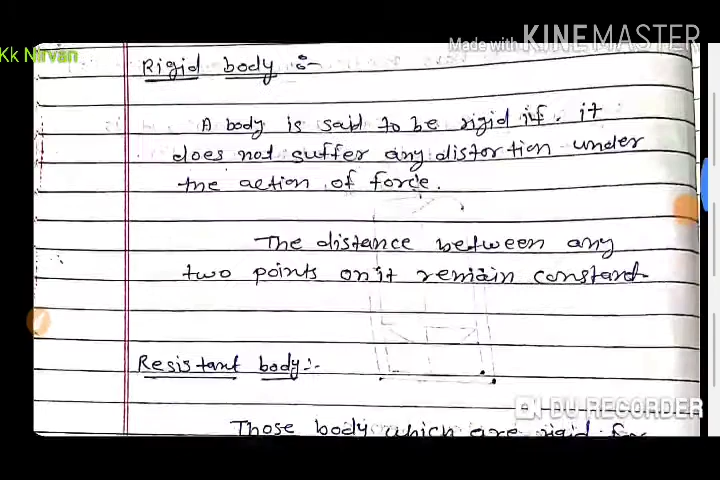 Made with KINEMASTER
Kk Nirvan
Rigid body :-
A body is said to be rigid if. it
does not suffer any distortion under
the action of force.
The distance between any
two points on it remain constant
Resistant body :-
DU RECORDER
Those body which are rigid for